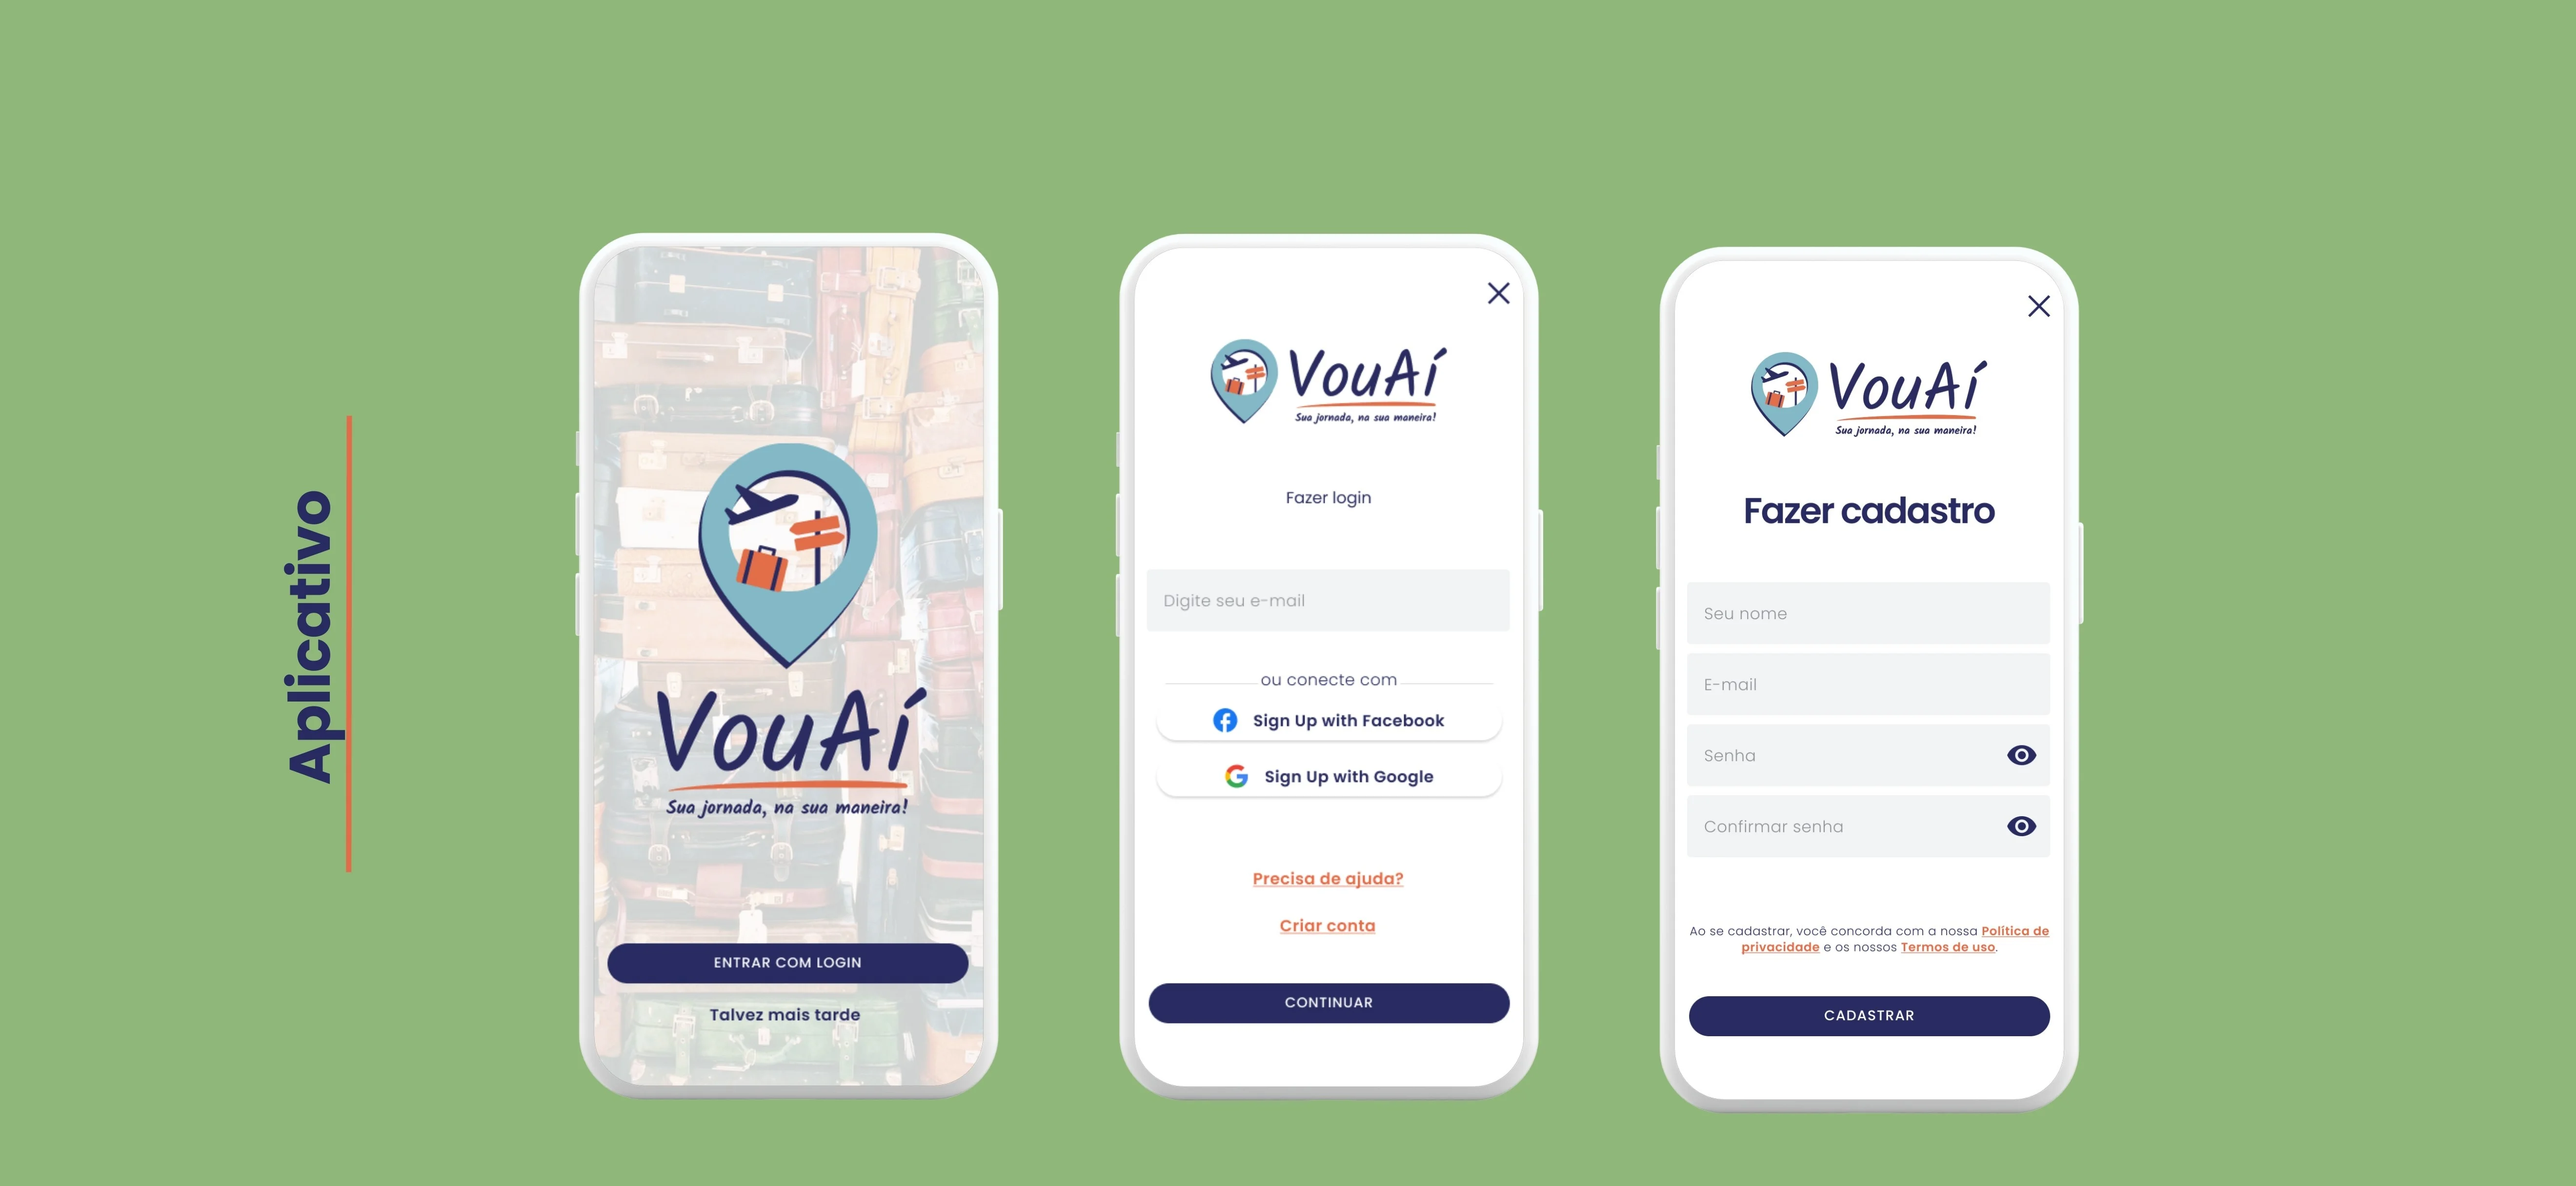 Aplicativo
VouAí
Sua jornada, na sua maneira!
ENTRAR COM LOGIN
Talvez mais tarde
VouAí
Sua jornada, na sua maneira!
Fazer login
Digite seu e-mail
ou conecte com
Sign Up with Facebook
Sign Up with Google
Precisa de ajuda?
Criar conta
CONTINUAR
VouAí
Sua jornada, na sua maneira!
Fazer cadastro
Seu nome
E-mail
Senha
Confirmar senha
Ao se cadastrar, você concorda com a nossa Política de
privacidade e os nossos Termos de uso.
CADASTRAR